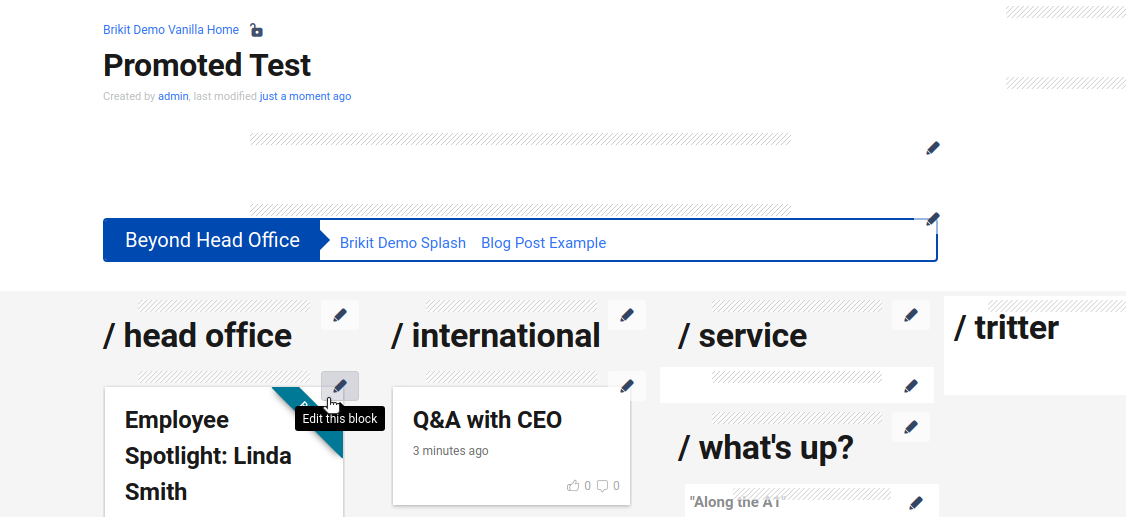 Brikit Demo Vanilla Home
Promoted Test
Created by admin, last modified just a moment ago
Beyond Head Office
Brikit Demo Splash Blog Post Example
/ head office
/ international
/ service
/ tritter
Edit this block
Employee
Spotlight: Linda
Smith
Q&A with CEO
3 minutes ago
0 0
/ what's up?
"Along the A1"